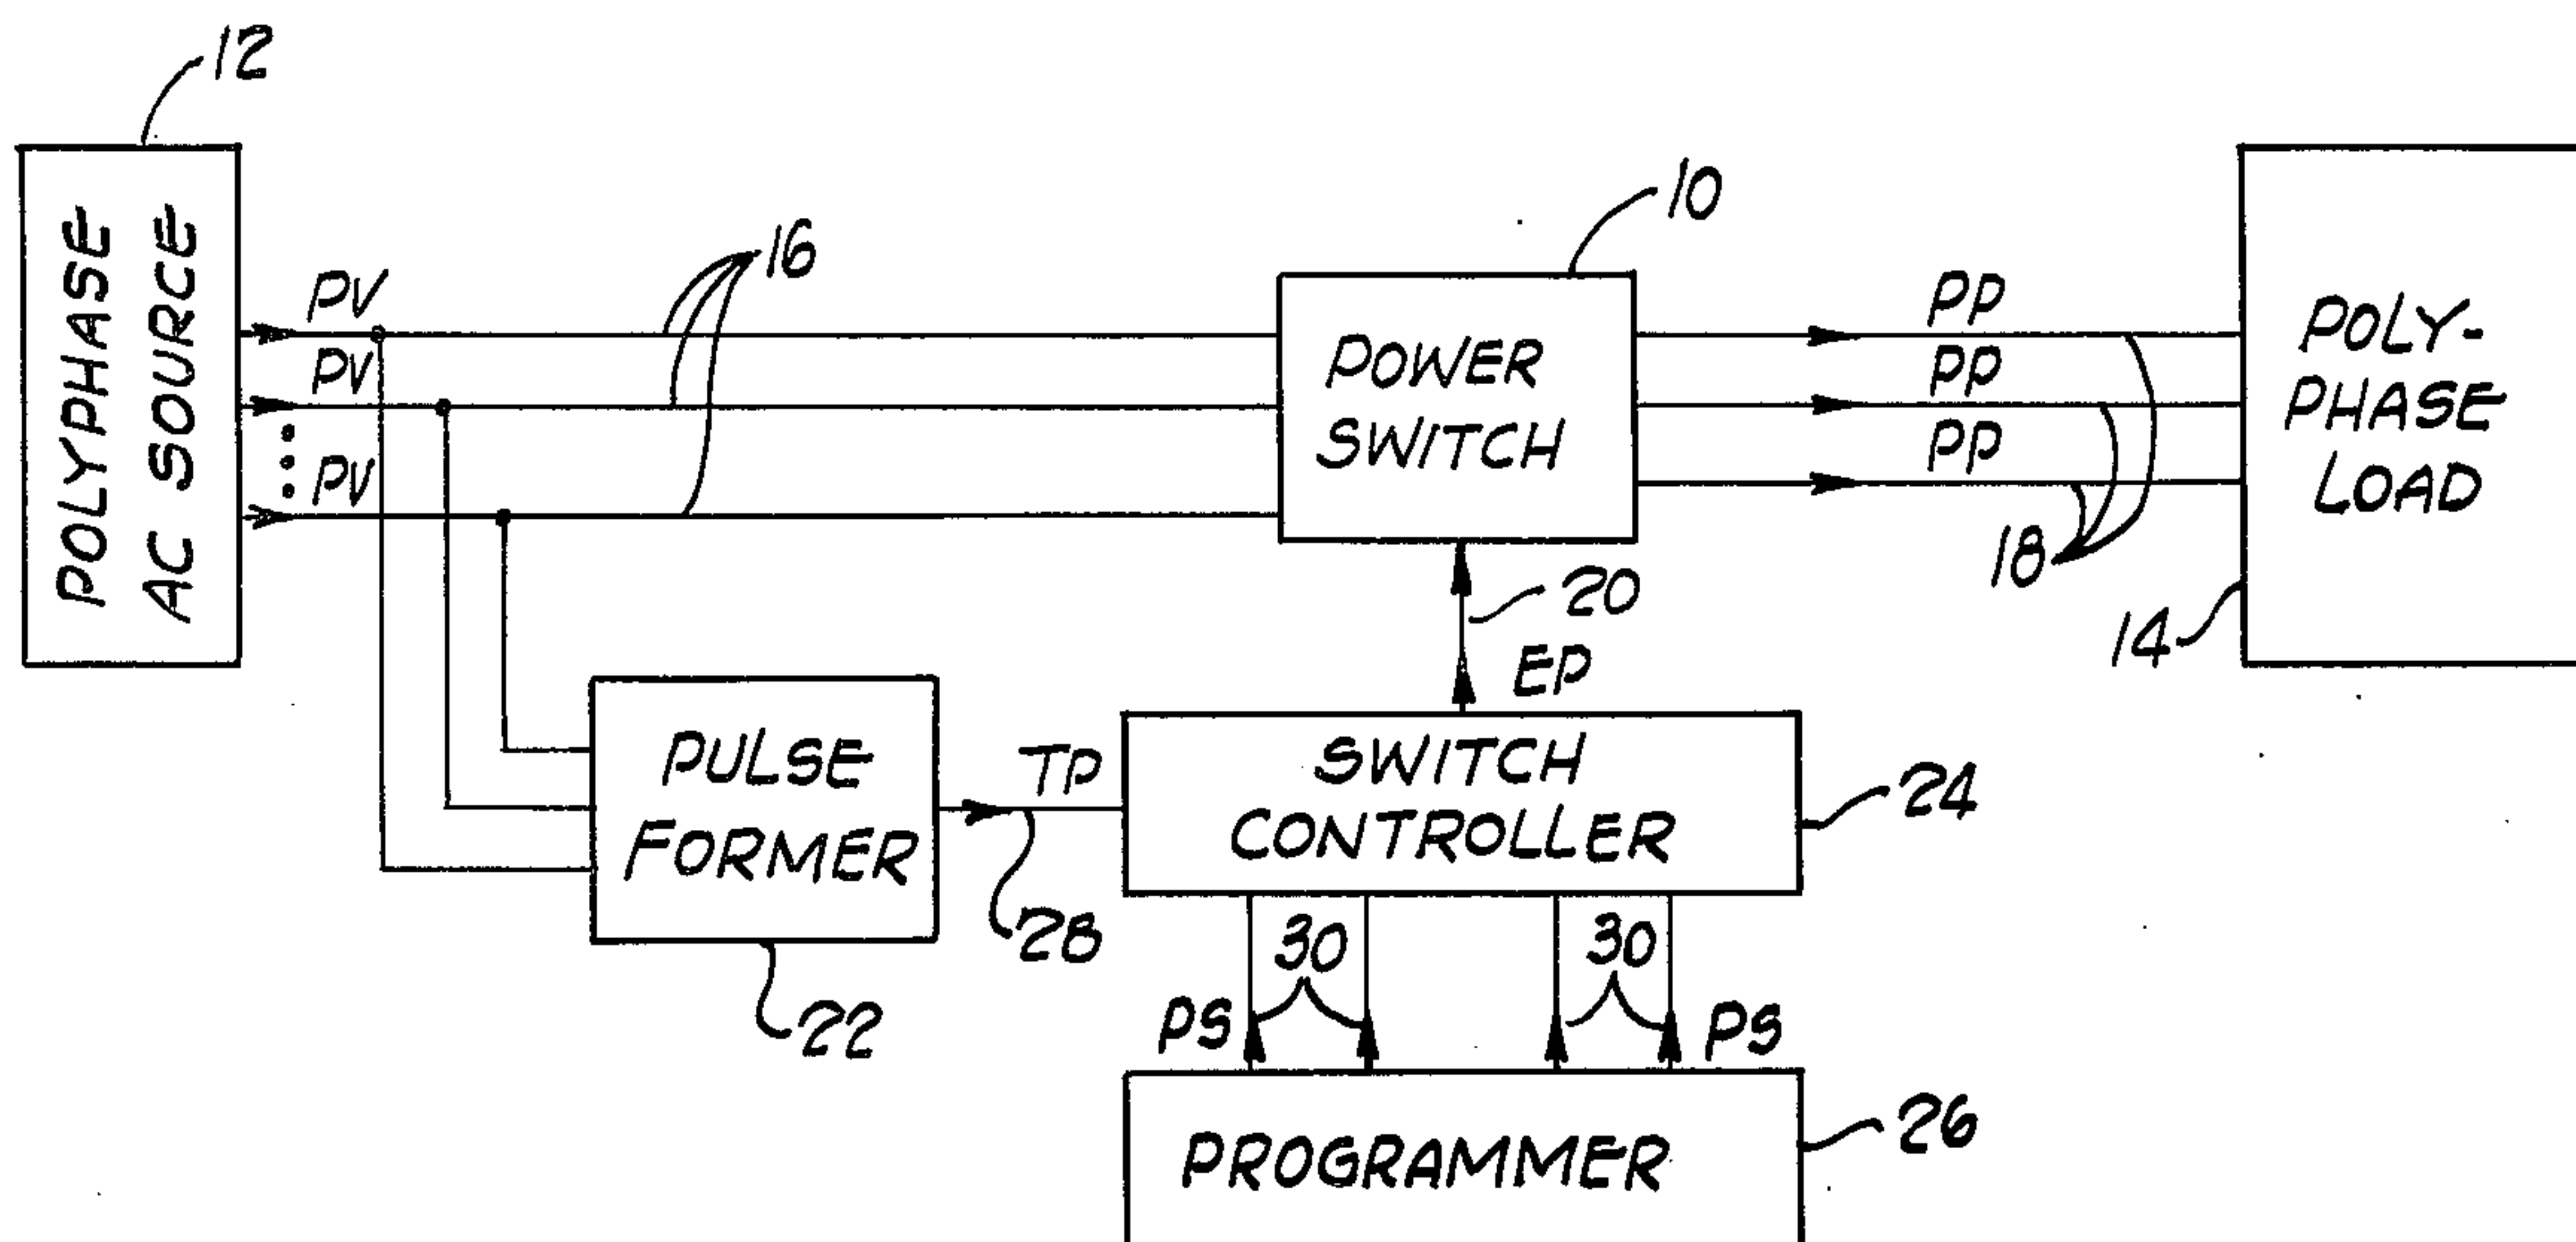 12
POLYPHASE
AC SOURCE
PV
PV
PV
16
10
POWER
SWITCH
PP
PP
PP
18
POLY-
PHASE
LOAD
14
20
EP
PULSE
FORMER
22
TP
28
SWITCH
CONTROLLER
24
30
30
PS
PS
PROGRAMMER
26